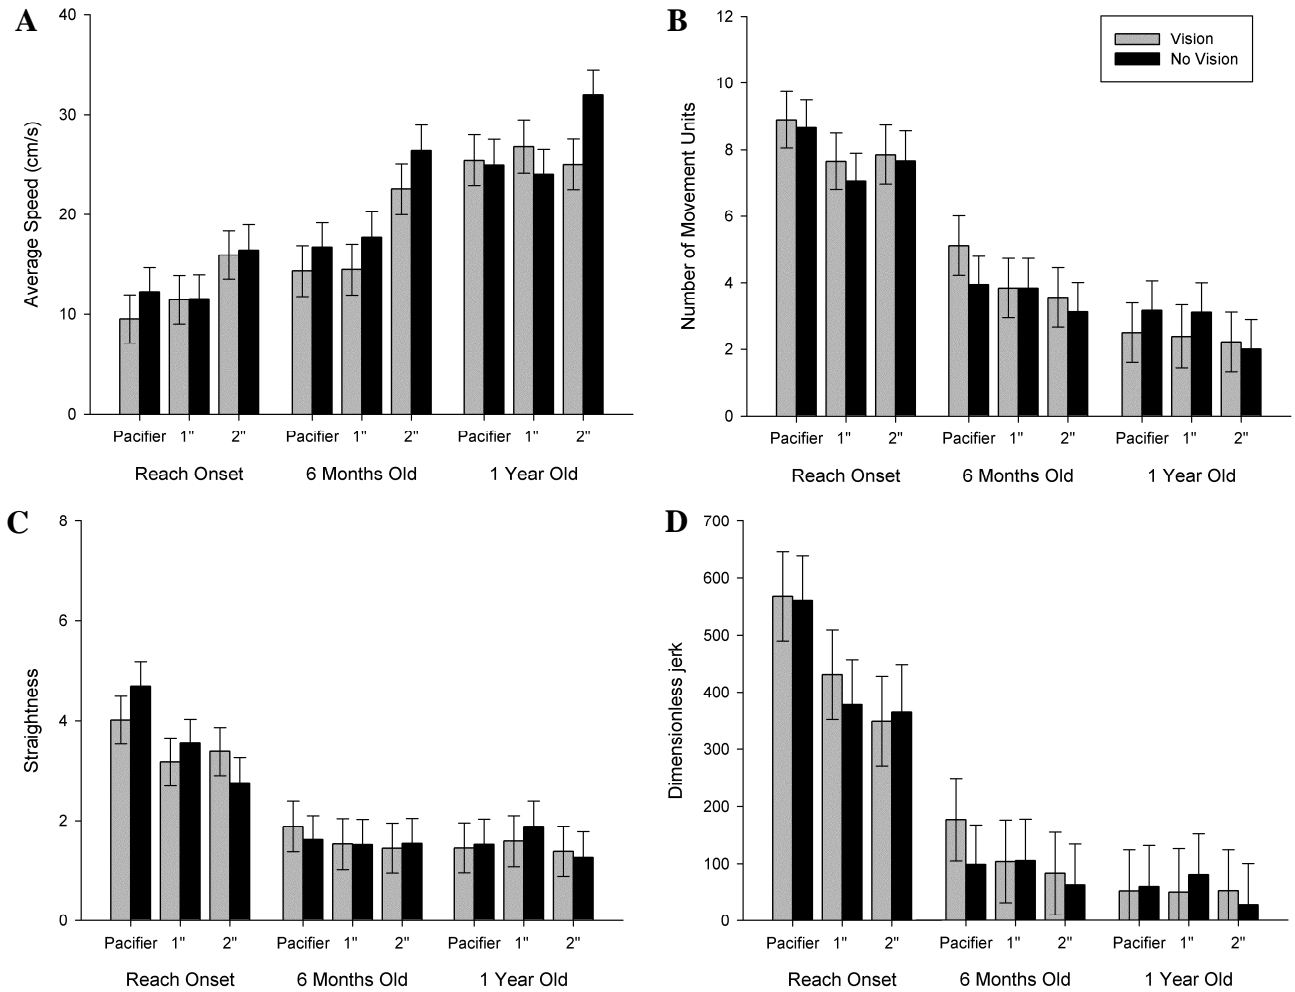 A
Average Speed (cm/s)
40
30
20
10
0
Pacifier 1" 2" Pacifier 1" 2" Pacifier 1" 2"
Reach Onset 6 Months Old 1 Year Old
B
Number of Movement Units
12
10
8
6
4
2
0
Vision
No Vision
Pacifier 1" 2" Pacifier 1" 2" Pacifier 1" 2"
Reach Onset 6 Months Old 1 Year Old
C
Straightness
8
6
4
2
0
Pacifier 1" 2" Pacifier 1" 2" Pacifier 1" 2"
Reach Onset 6 Months Old 1 Year Old
D
Dimensionless jerk
700
600
500
400
300
200
100
0
Pacifier 1" 2" Pacifier 1" 2" Pacifier 1" 2"
Reach Onset 6 Months Old 1 Year Old